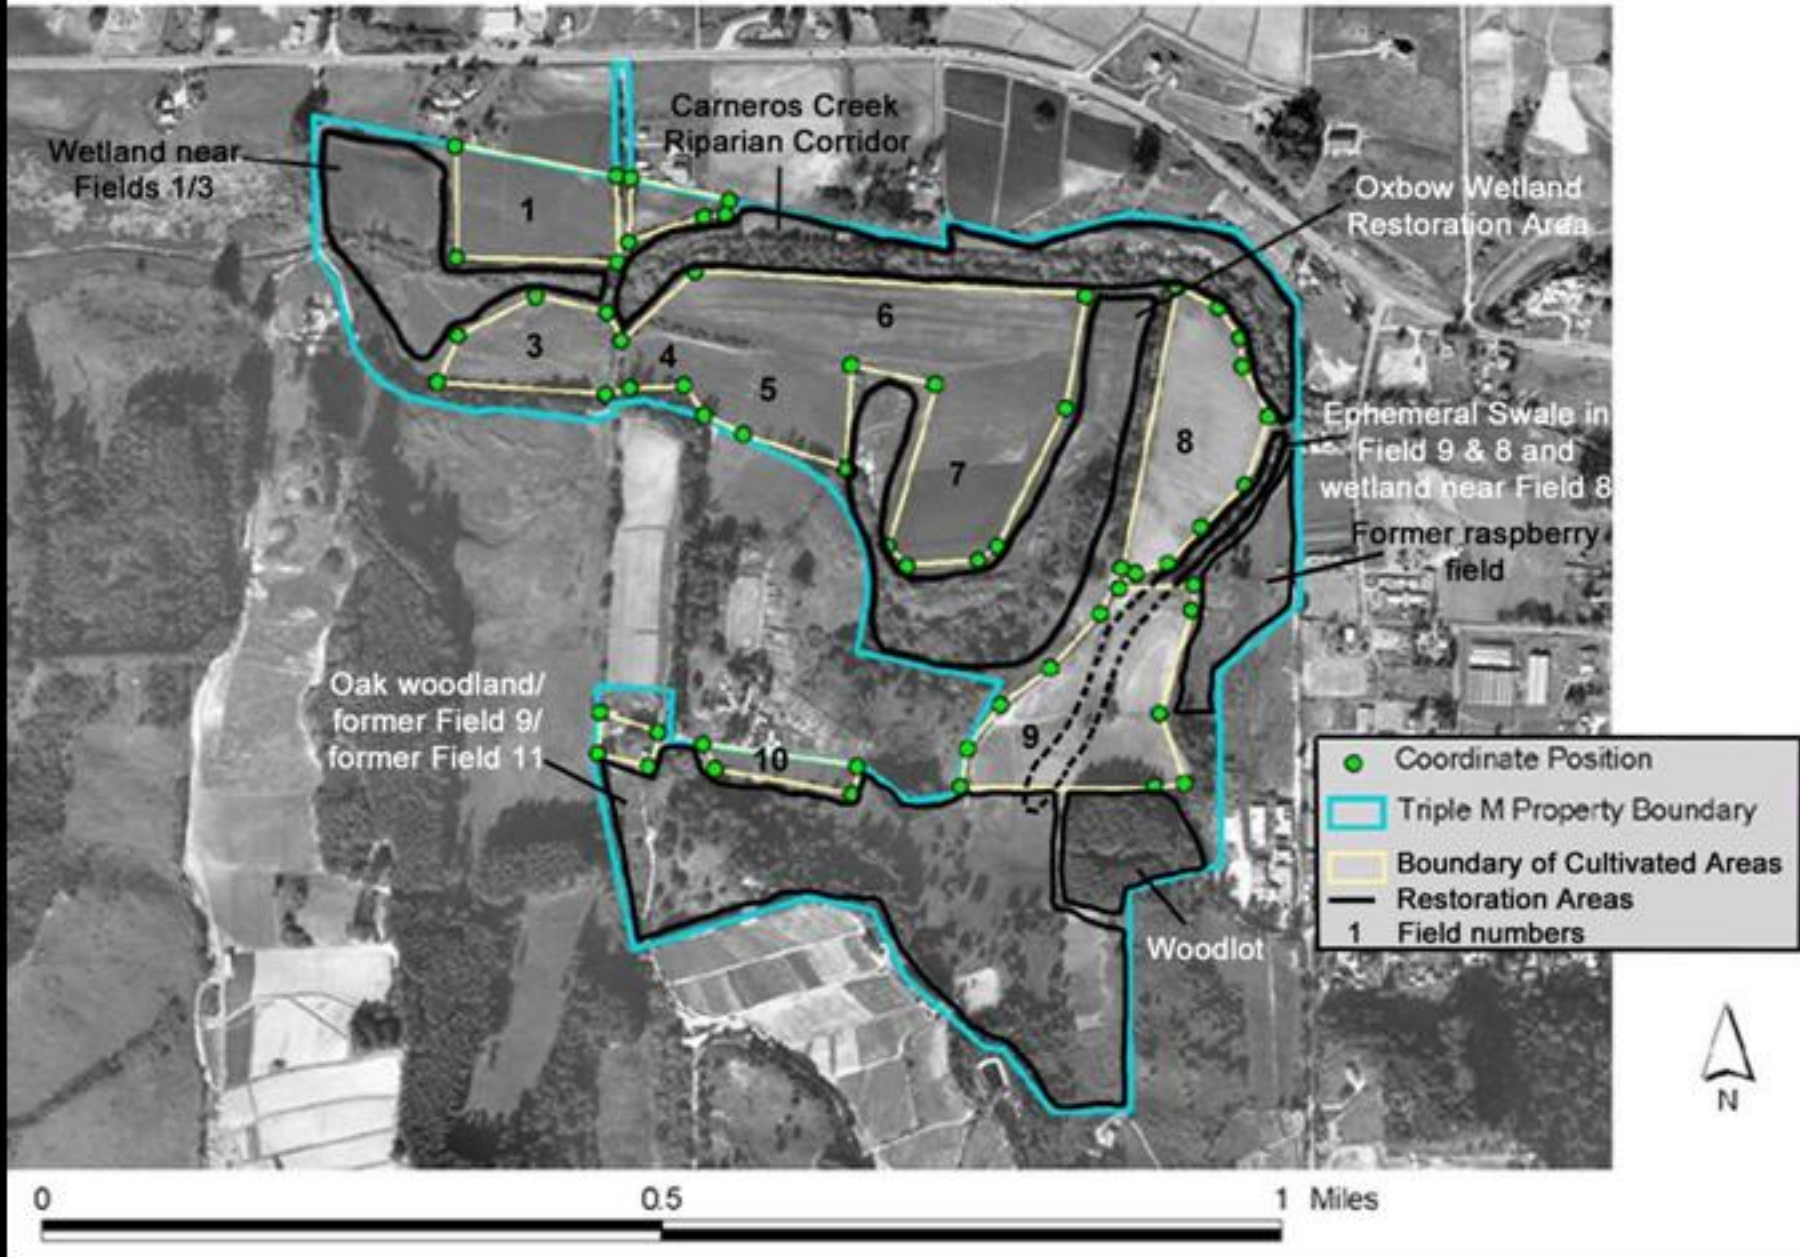 Carneros Creek
Riparian Corridor
Wetland near
Fields 1/3
Oxbow Wetland
Restoration Area
1
6
3
4
5
8
7
Ephemeral Swale in
Field 9 & 8 and
wetland near Field 8
Former raspberry
field
Oak woodland/
former Field 9/
former Field 11
9
10
Woodlot
Coordinate Position
Triple M Property Boundary
Boundary of Cultivated Areas
Restoration Areas
1 Field numbers
N
0 0.5 1 Miles